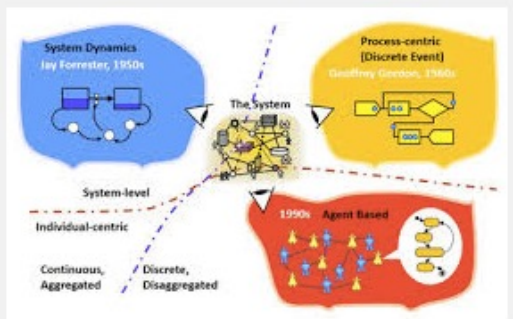 System Dynamics
Jay Forrester, 1950s
Process-centric
(Discrete Event)
Geoffrey Gordon, 1960s
The System
System-level
Individual-centric
Continuous,
Aggregated
Discrete,
Disaggregated
1990s Agent Based